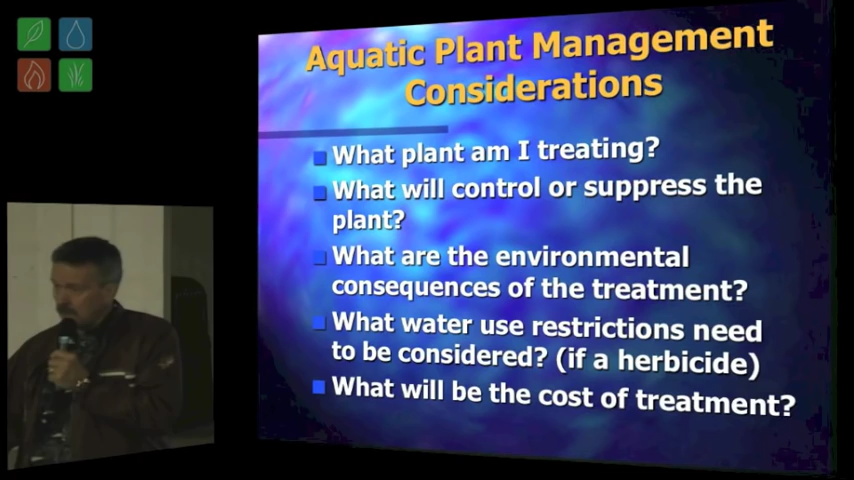 Aquatic Plant Management
Considerations
What plant am I treating?
What will control or suppress the
plant?
What are the environmental
consequences of the treatment?
What water use restrictions need
to be considered? (if a herbicide)
What will be the cost of treatment?